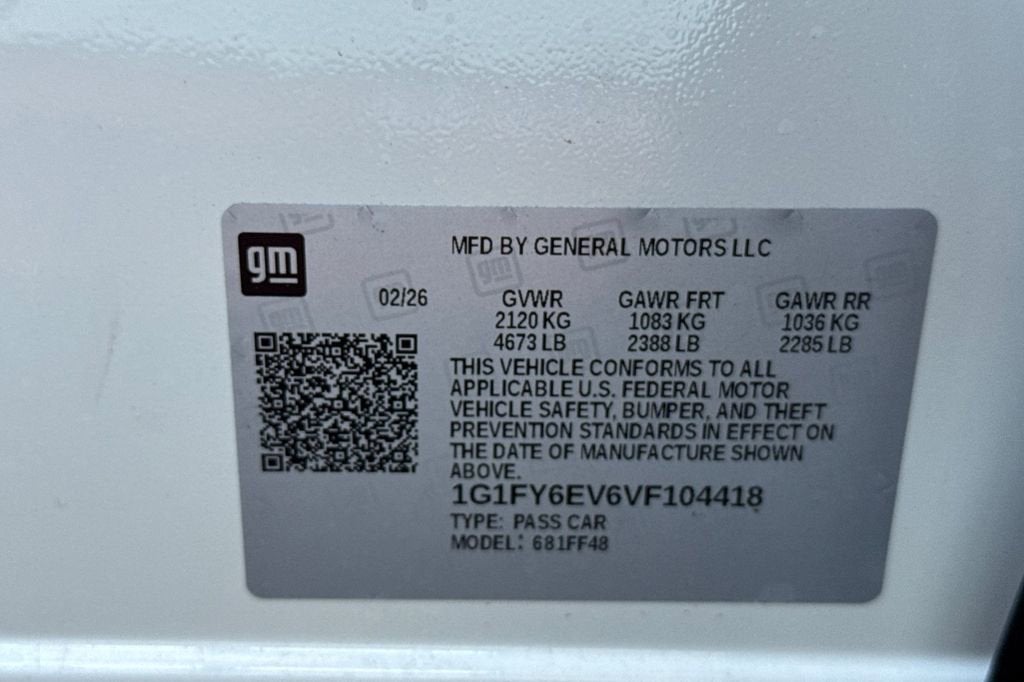 gm
MFD BY GENERAL MOTORS LLC
02/26 GVWR GAWR FRT GAWR RR
2120 KG 1083 KG 1036 KG
4673 LB 2388 LB 2285 LB
THIS VEHICLE CONFORMS TO ALL
APPLICABLE U.S. FEDERAL MOTOR
VEHICLE SAFETY, BUMPER, AND THEFT
PREVENTION STANDARDS IN EFFECT ON
THE DATE OF MANUFACTURE SHOWN
ABOVE.
1G1FY6EV6VF104418
TYPE: PASS CAR
MODEL: 681FF48